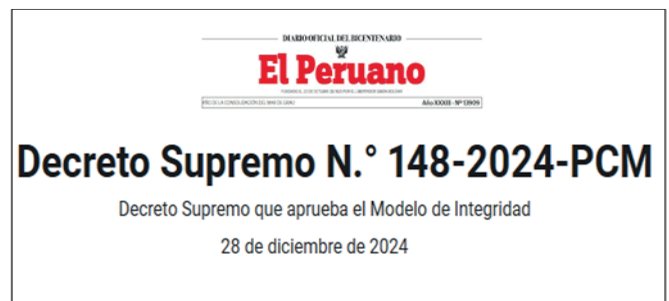 DIARIO OFICIAL DEL BICENTENARIO
El Peruano
Decreto Supremo N.° 148-2024-PCM
Decreto Supremo que aprueba el Modelo de Integridad
28 de diciembre de 2024